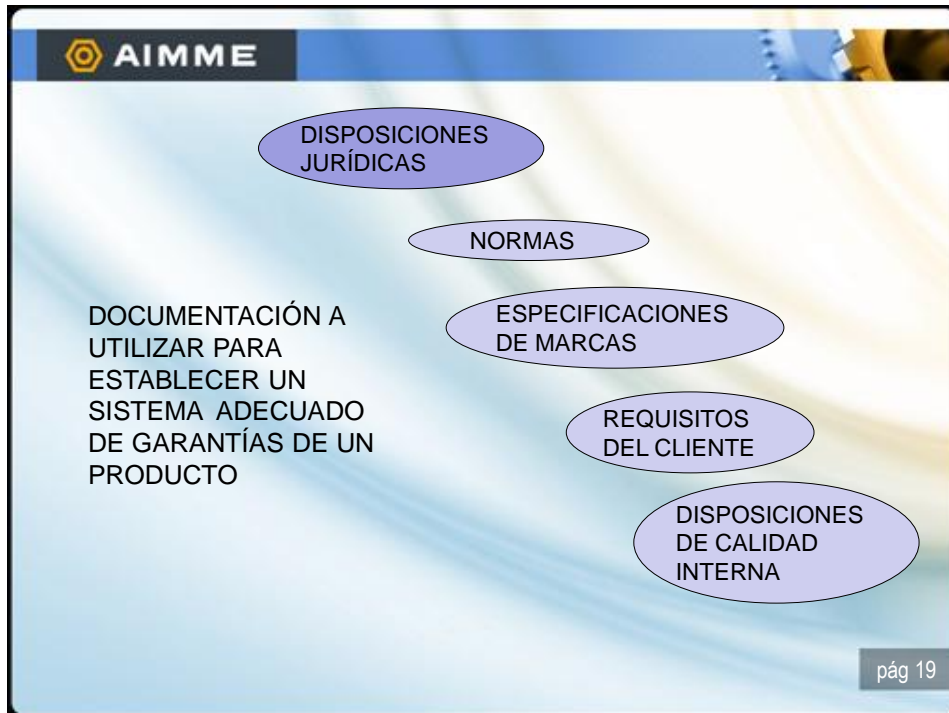 AIMME
DISPOSICIONES
JURÍDICAS
NORMAS
ESPECIFICACIONES
DE MARCAS
DOCUMENTACIÓN A
UTILIZAR PARA
ESTABLECER UN
SISTEMA ADECUADO
DE GARANTÍAS DE UN
PRODUCTO
REQUISITOS
DEL CLIENTE
DISPOSICIONES
DE CALIDAD
INTERNA
pág 19